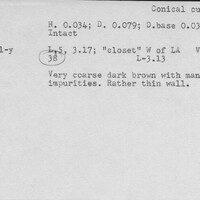 Conical cu
H. 0.034; D. 0.079; D.base 0.03
Intact
l-y L.5, 3.17; "closet" W of LA V
38 L-3.13
Very coarse dark brown with man
impurities. Rather thin wall.